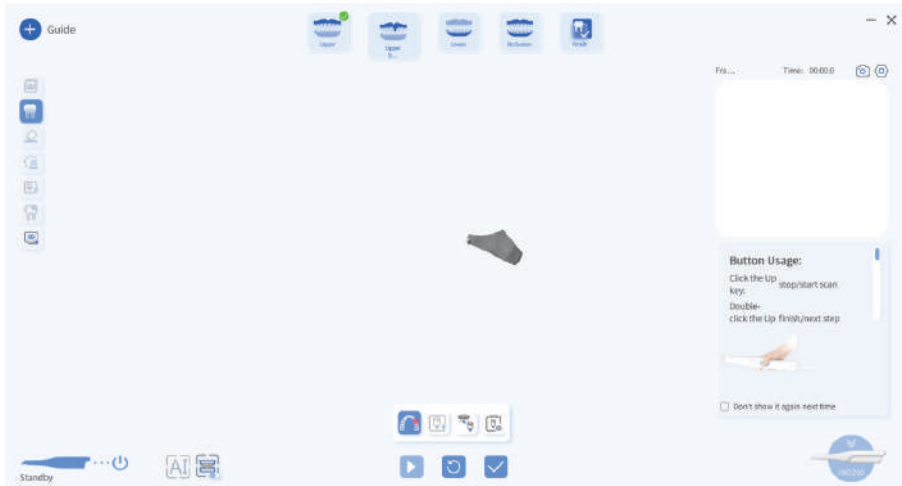 Guide
Upper
Upper
S...
Lower
Occlusion
Finish
Fra...
Time: 00:00:0
Button Usage:
Click the Up
key:
stop/start scan
Double-
click the Up
finish/next step
Don't show it again next time
Standby
AI